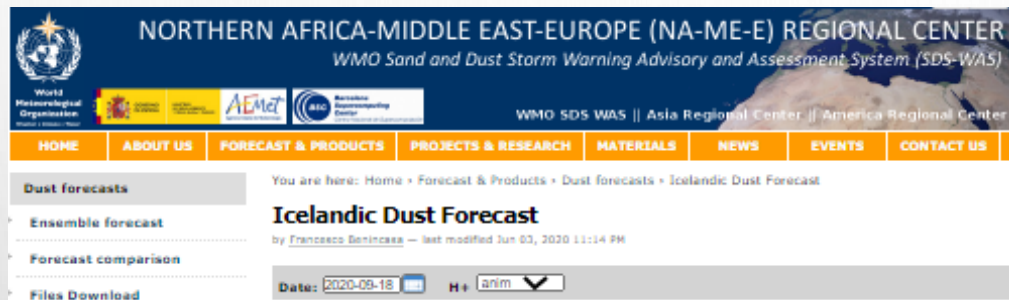 NORTHERN AFRICA-MIDDLE EAST-EUROPE (NA-ME-E) REGIONAL CENTER
WMO Sand and Dust Storm Warning Advisory and Assessment System (SDS-WAS)
World
Meteorological
Organization
AEMet
BSC
Barcelona
Supercomputing
Center
WMO SDS WAS || Asia Regional Center || America Regional Center
HOME ABOUT US FORECAST & PRODUCTS PROJECTS & RESEARCH MATERIALS NEWS EVENTS CONTACT US
You are here: Home › Forecast & Products › Dust forecasts › Icelandic Dust Forecast
Dust forecasts
Ensemble forecast
Forecast comparison
Files Download
Icelandic Dust Forecast
by Francesco Benincasa — last modified Jun 03, 2020 11:14 PM
Date: 2020-09-18 H+ anim